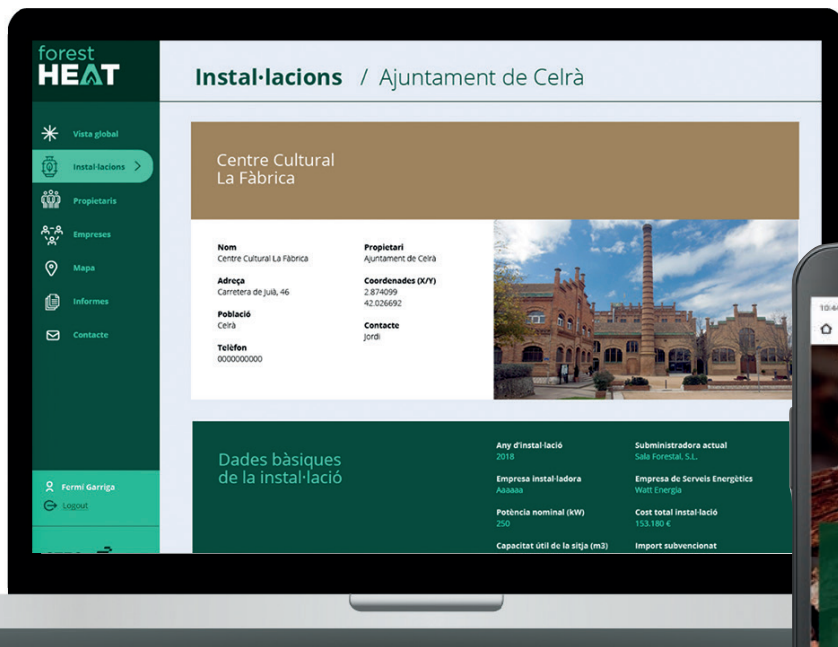 forest
HEAT
Instal·lacions / Ajuntament de Celrà
Vista global
Instal·lacions
Propietaris
Empreses
Mapa
Informes
Contacte
Fermí Garriga
Logout
Centre Cultural
La Fàbrica
Nom
Centre Cultural La Fàbrica
Adreça
Carretera de Juià, 46
Població
Celrà
Telèfon
0000000000
Propietari
Ajuntament de Celrà
Coordenades (X/Y)
2.874099
42.026692
Contacte
Jordi
Dades bàsiques
de la instal·lació
Any d'instal·lació
2018
Empresa instal·ladora
Aaaaaa
Potència nominal (kW)
250
Capacitat útil de la sitja (m3)
Subministradora actual
Sala Forestal, S.L.
Empresa de Serveis Energètics
Watt Energia
Cost total instal·lació
153.180 €
Import subvencionat
10:44